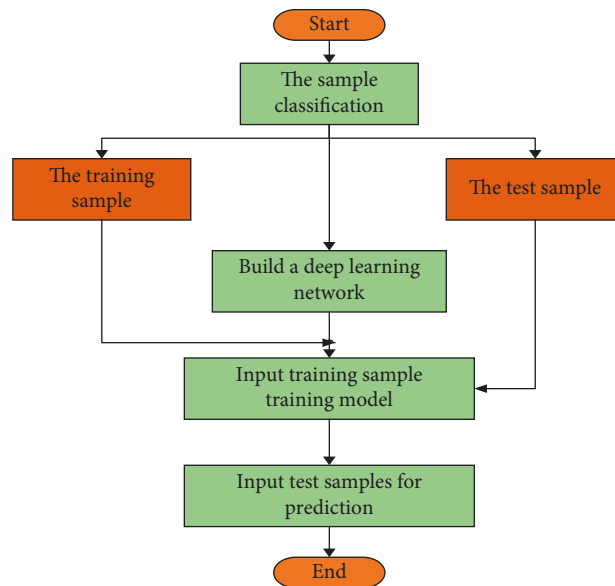 Start
The sample
classification
The training
sample
The test sample
Build a deep learning
network
Input training sample
training model
Input test samples for
prediction
End